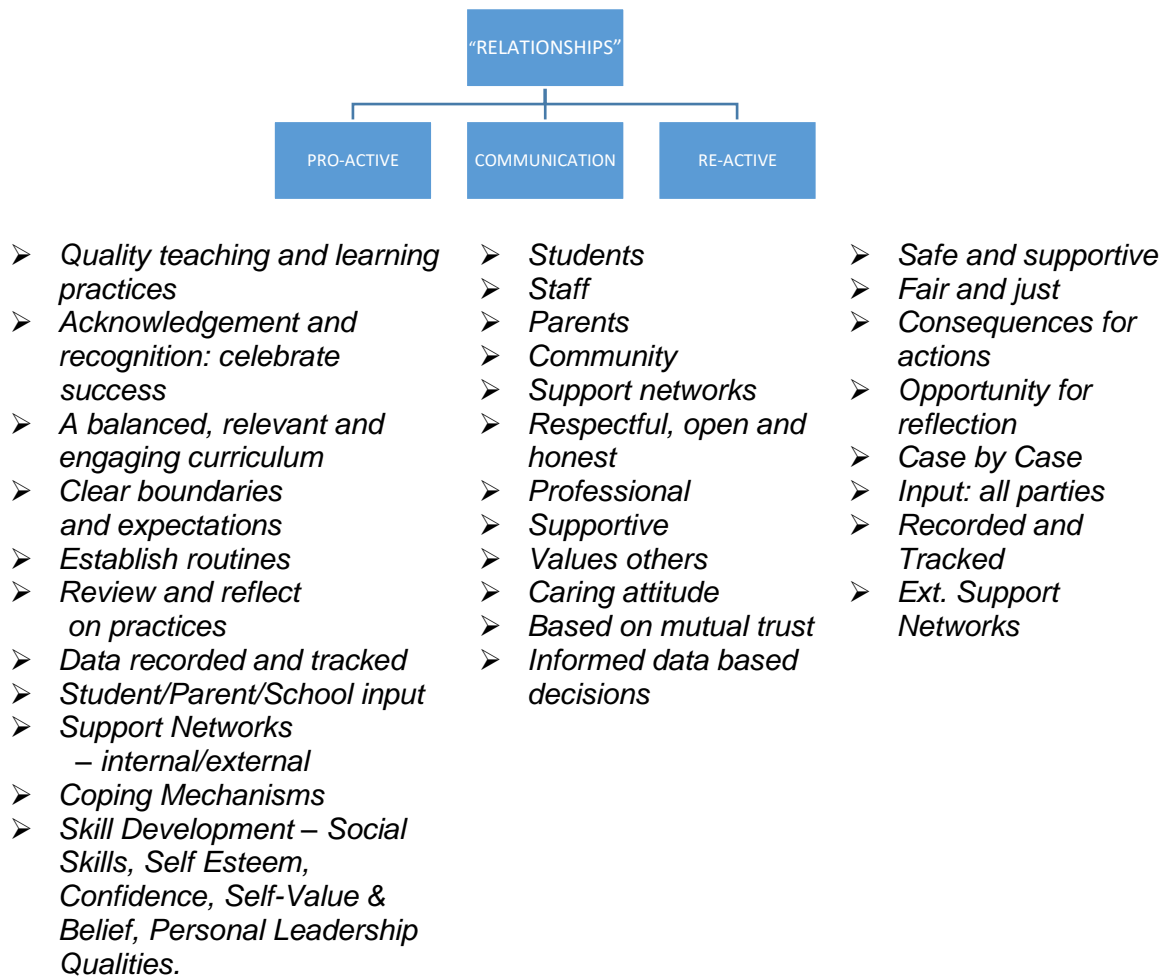 “RELATIONSHIPS”
PRO-ACTIVE
COMMUNICATION
RE-ACTIVE
➢ Quality teaching and learning
practices
➢ Acknowledgement and
recognition: celebrate
success
➢ A balanced, relevant and
engaging curriculum
➢ Clear boundaries
and expectations
➢ Establish routines
➢ Review and reflect
on practices
➢ Data recorded and tracked
➢ Student/Parent/School input
➢ Support Networks
– internal/external
➢ Coping Mechanisms
➢ Skill Development – Social
Skills, Self Esteem,
Confidence, Self-Value &
Belief, Personal Leadership
Qualities.
➢ Students
➢ Staff
➢ Parents
➢ Community
➢ Support networks
➢ Respectful, open and
honest
➢ Professional
➢ Supportive
➢ Values others
➢ Caring attitude
➢ Based on mutual trust
➢ Informed data based
decisions
➢ Safe and supportive
➢ Fair and just
➢ Consequences for
actions
➢ Opportunity for
reflection
➢ Case by Case
➢ Input: all parties
➢ Recorded and
Tracked
➢ Ext. Support
Networks